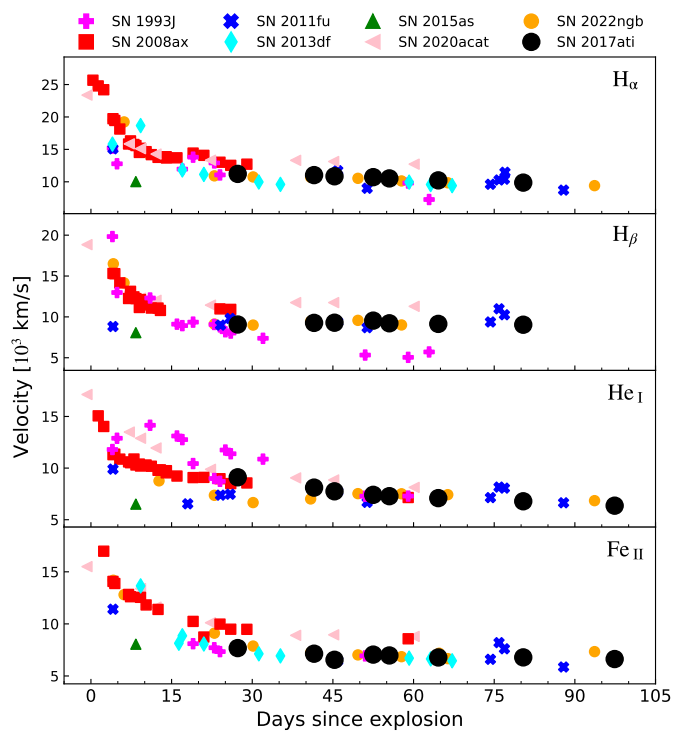 SN 1993J SN 2011fu SN 2015as SN 2022ngb
SN 2008ax SN 2013df SN 2020acat SN 2017ati
Hα
25
20
15
10
Hβ
20
15
10
5
He I
15
10
5
Fe II
15
10
5
Velocity [10³ km/s]
0 15 30 45 60 75 90 105
Days since explosion